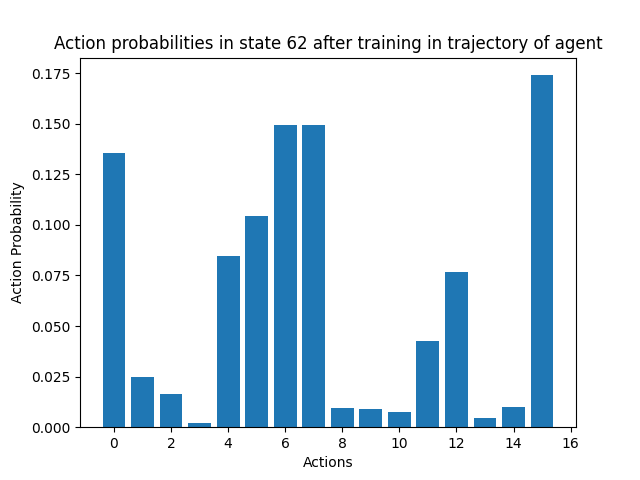 Action probabilities in state 62 after training in trajectory of agent
0.175
0.150
0.125
0.100
0.075
0.050
0.025
0.000
Action Probability
0 2 4 6 8 10 12 14 16
Actions